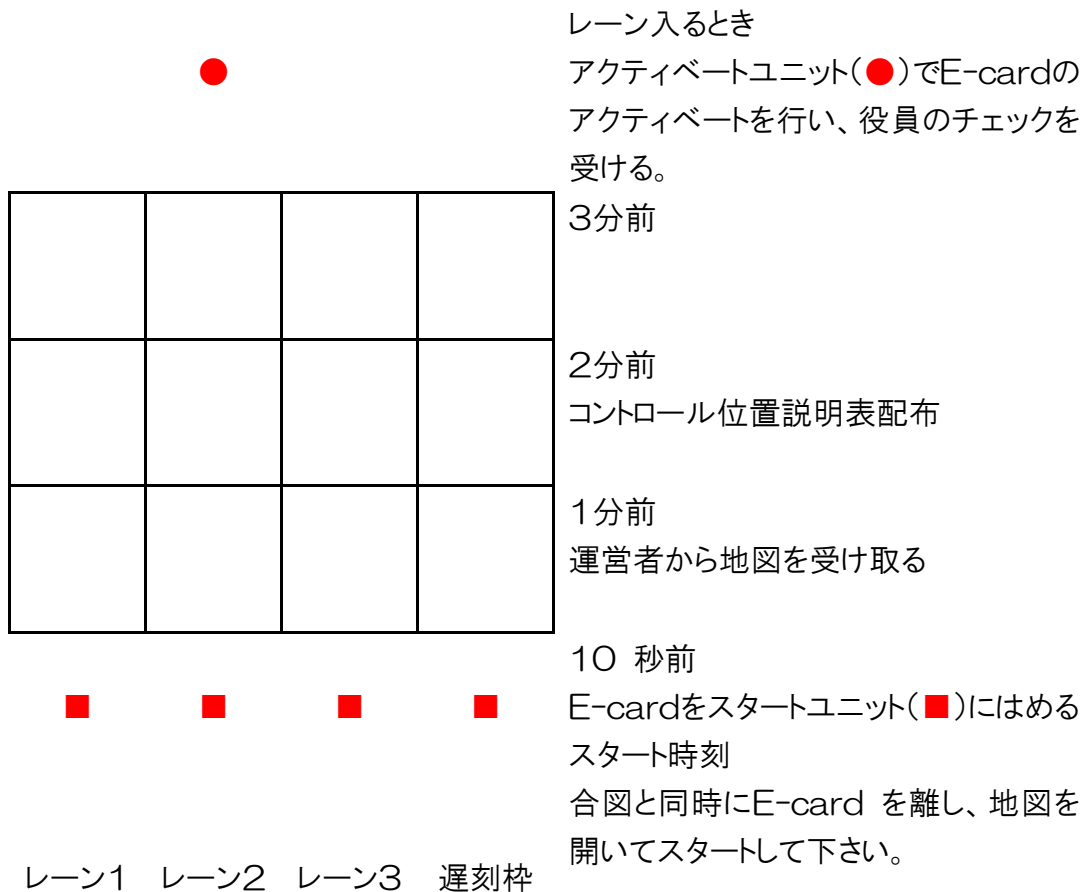 レーン入るとき
アクティベートユニット(●)でE-cardの
アクティベートを行い、役員のチェックを
受ける。
3分前
2分前
コントロール位置説明表配布
1分前
運営者から地図を受け取る
10 秒前
E-cardをスタートユニット(■)にはめる
スタート時刻
合図と同時にE-card を離し、地図を
開いてスタートして下さい。
レーン1 レーン2 レーン3 遅刻枠